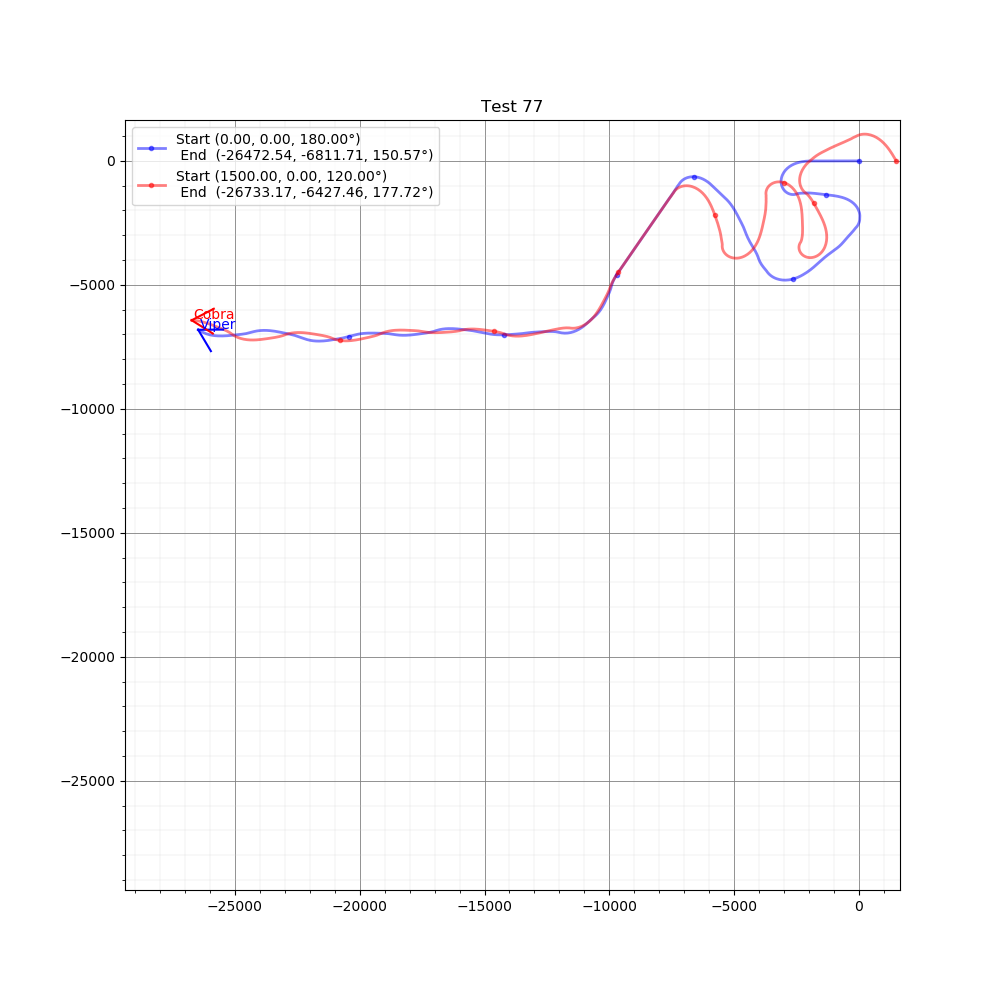 Test 77
Start (0.00, 0.00, 180.00°)
End  (-26472.54, -6811.71, 150.57°)
Start (1500.00, 0.00, 120.00°)
End  (-26733.17, -6427.46, 177.72°)
0
−5000
−10000
−15000
−20000
−25000
Cobra
Viper
−25000 −20000 −15000 −10000 −5000 0